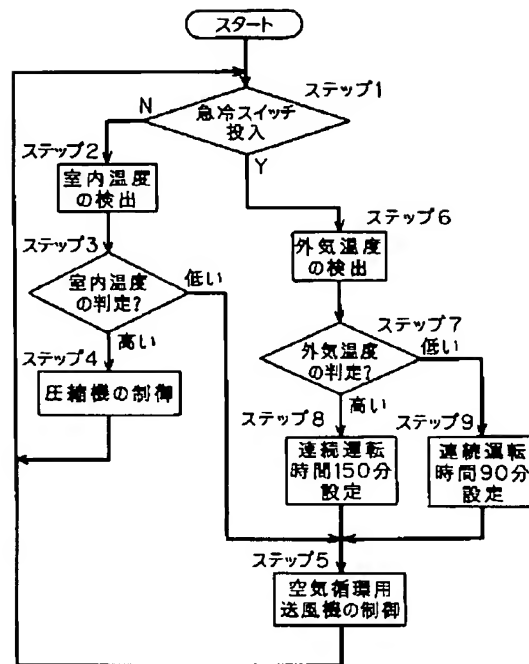 スタート
ステップ1
急冷スイッチ
投入
N
Y
ステップ2
室内温度
の検出
ステップ3
室内温度
の判定?
低い
高い
ステップ4
圧縮機の制御
ステップ6
外気温度
の検出
ステップ7
外気温度
の判定?
低い
高い
ステップ8
連続運転
時間150分
設定
ステップ9
連続運転
時間90分
設定
ステップ5
空気循環用
送風機の制御